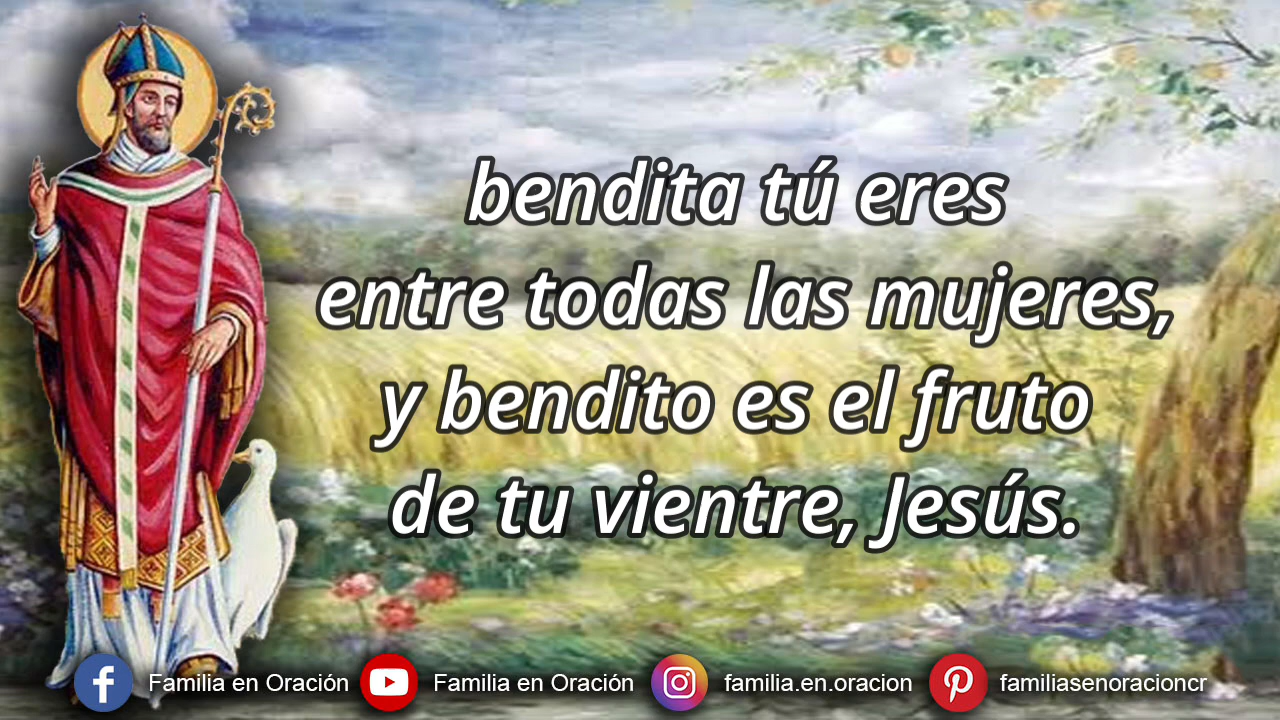 bendita tú eres
entre todas las mujeres,
y bendito es el fruto
de tu vientre, Jesús.
Familia en Oración Familia en Oración familia.en.oracion familiasenoracioncr